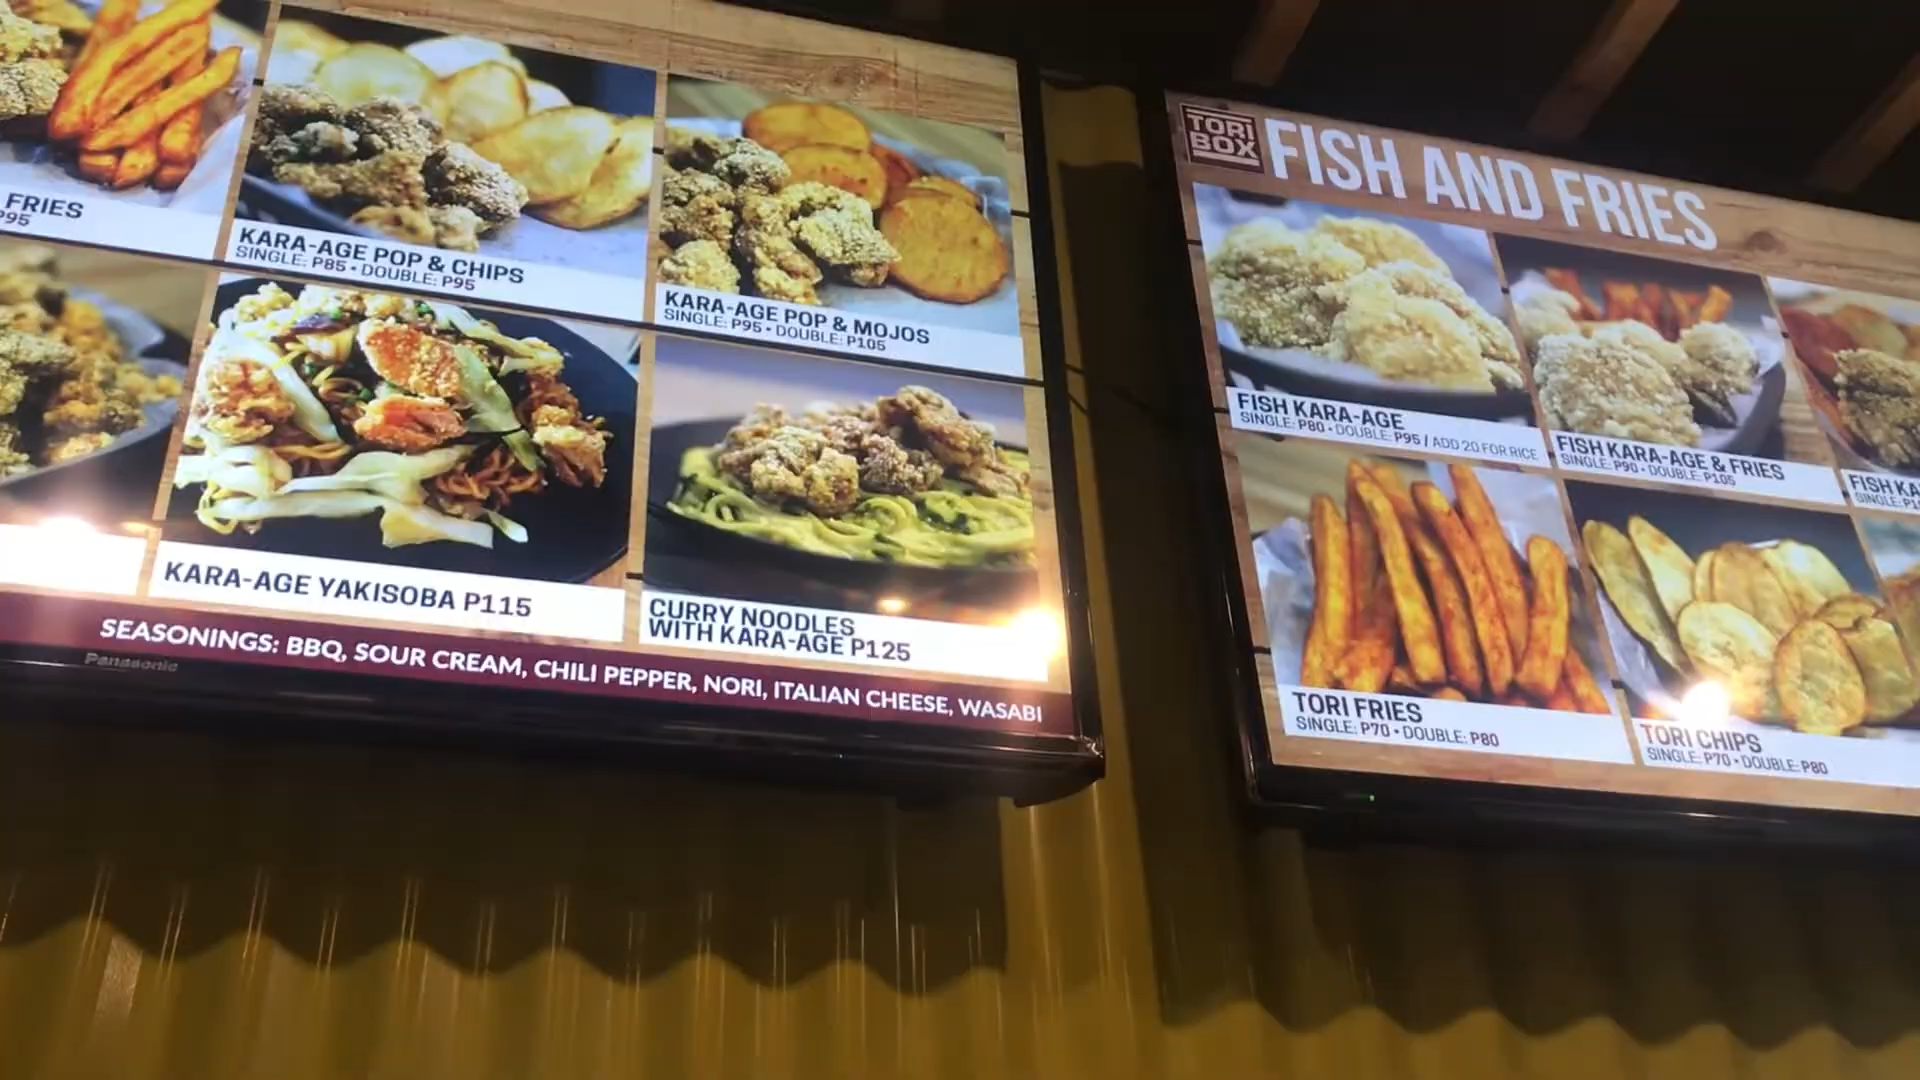 FRIES
P95
KARA-AGE POP & CHIPS
SINGLE: P85 • DOUBLE: P95
KARA-AGE POP & MOJOS
SINGLE: P95 • DOUBLE: P105
KARA-AGE YAKISOBA P115
CURRY NOODLES
WITH KARA-AGE P125
SEASONINGS: BBQ, SOUR CREAM, CHILI PEPPER, NORI, ITALIAN CHEESE, WASABI
Panasonic
TORI
BOX
FISH AND FRIES
FISH KARA-AGE
SINGLE: P80 • DOUBLE: P95 / ADD 20 FOR RICE
FISH KARA-AGE & FRIES
SINGLE: P90 • DOUBLE: P105
FISH
SINGLE:
TORI FRIES
SINGLE: P70 • DOUBLE: P80
TORI CHIPS
SINGLE: P70 • DOUBLE: P80